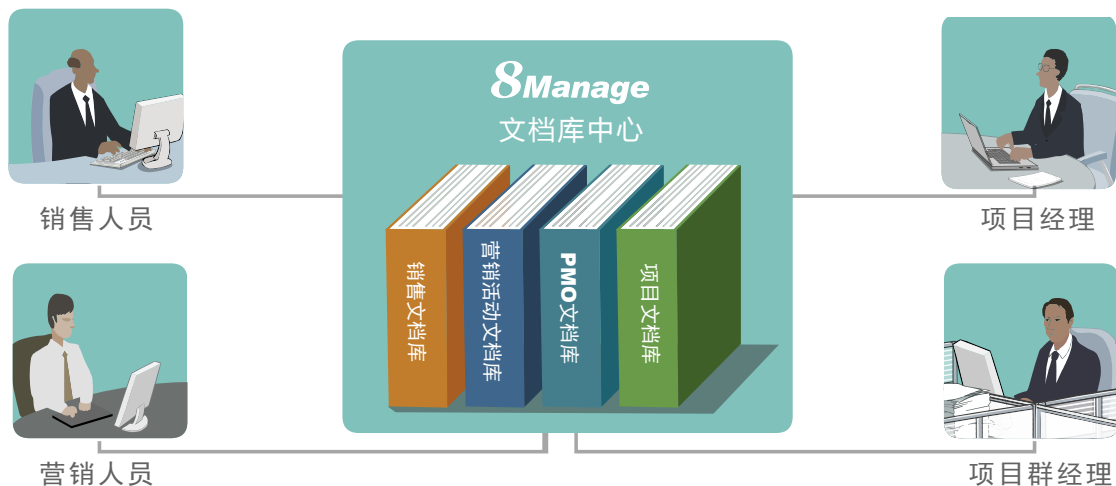 8Manage
文档库中心
销售文档库
营销活动文档库
PMO文档库
项目文档库
销售人员
项目经理
营销人员
项目群经理